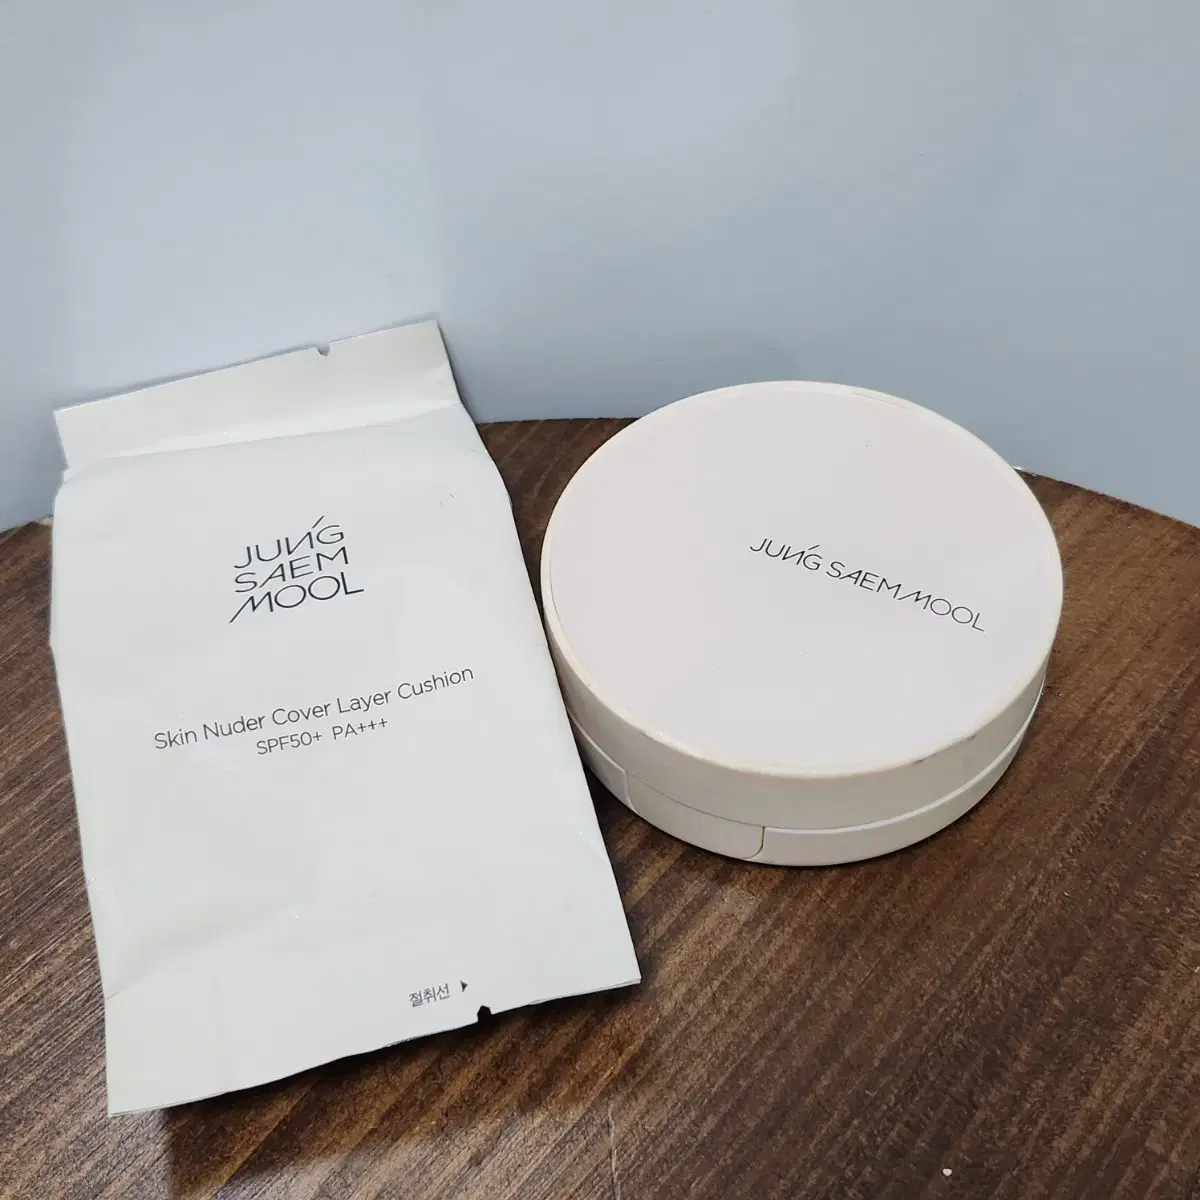 JUNG
SAEM
MOOL
Skin Nuder Cover Layer Cushion
SPF50+ PA+++
절취선
JUNG SAEM MOOL